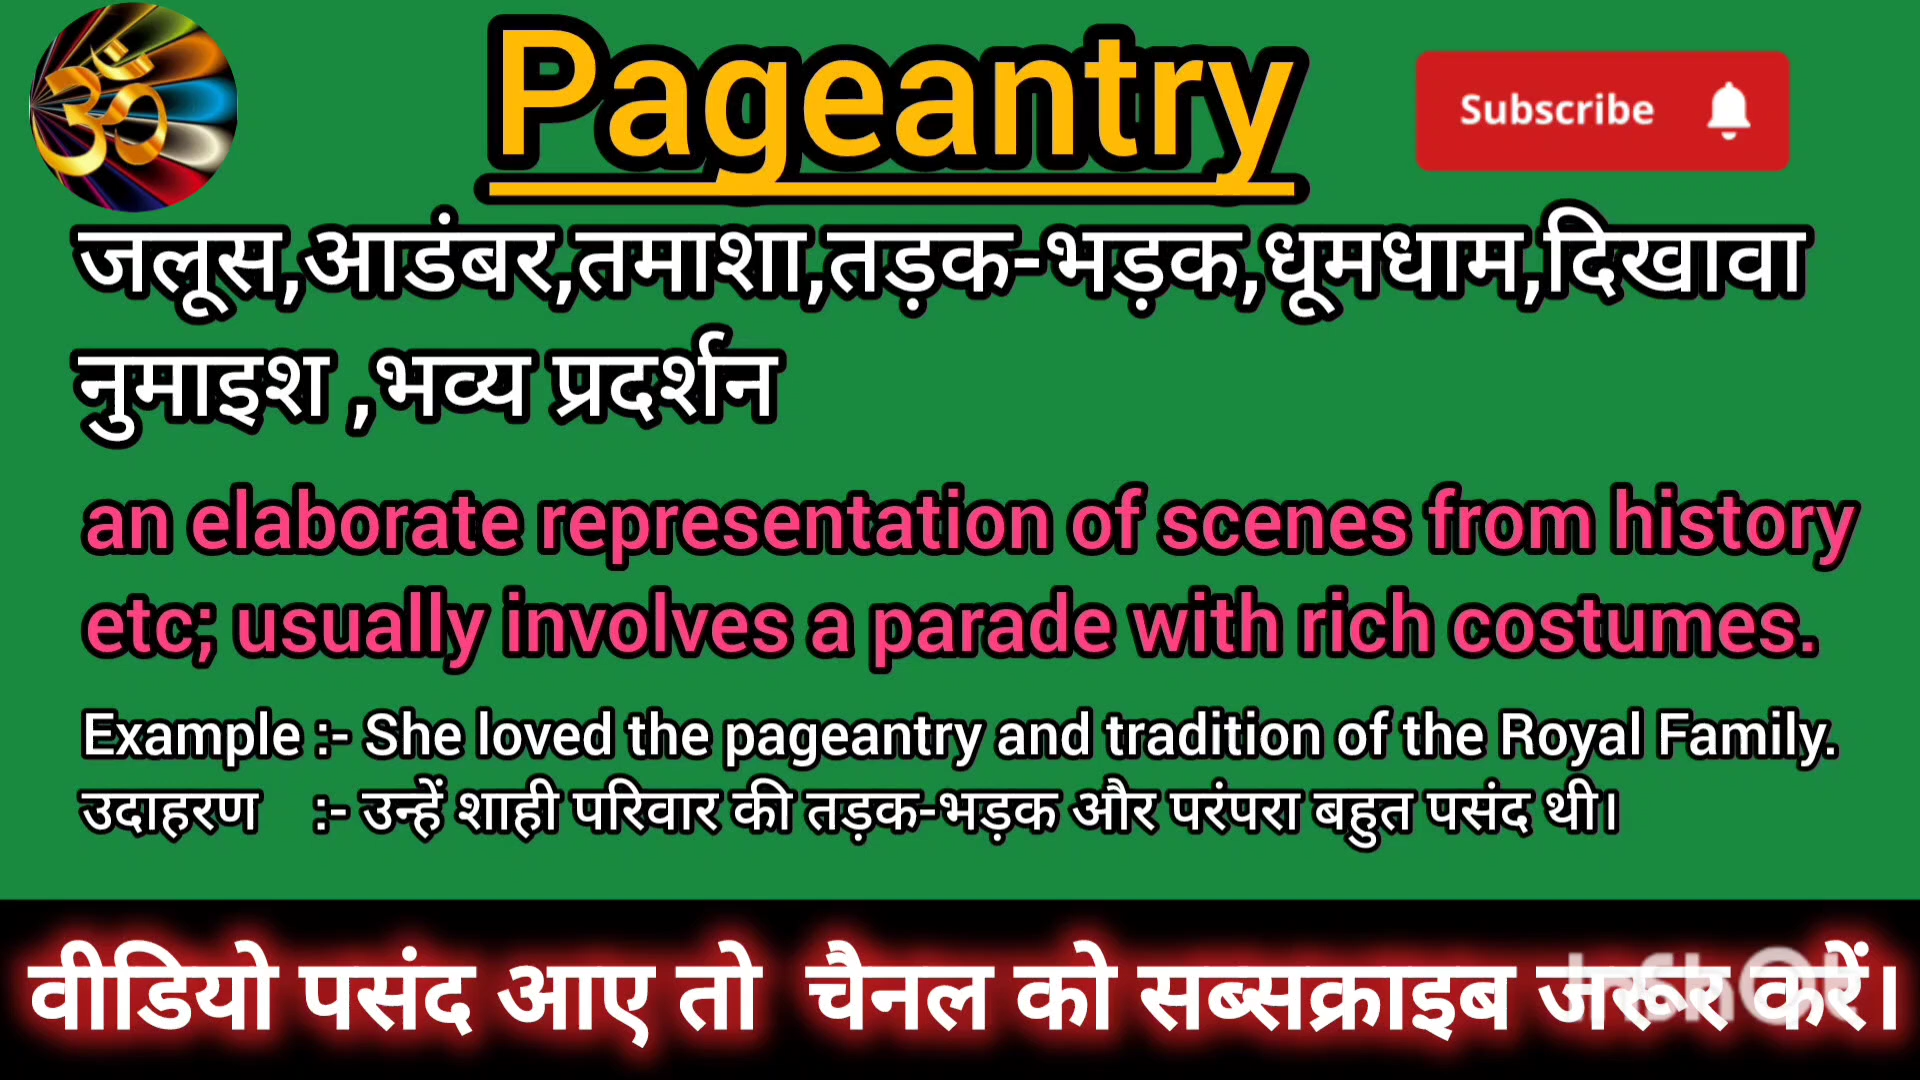 Pageantry
Subscribe
जलूस,आडंबर,तमाशा,तड़क-भड़क,धूमधाम,दिखावा
नुमाइश ,भव्य प्रदर्शन
an elaborate representation of scenes from history
etc; usually involves a parade with rich costumes.
Example :- She loved the pageantry and tradition of the Royal Family.
उदाहरण :- उन्हें शाही परिवार की तड़क-भड़क और परंपरा बहुत पसंद थी।
वीडियो पसंद आए तो चैनल को सब्सक्राइब जरूर करें।
InShOt
ॐ